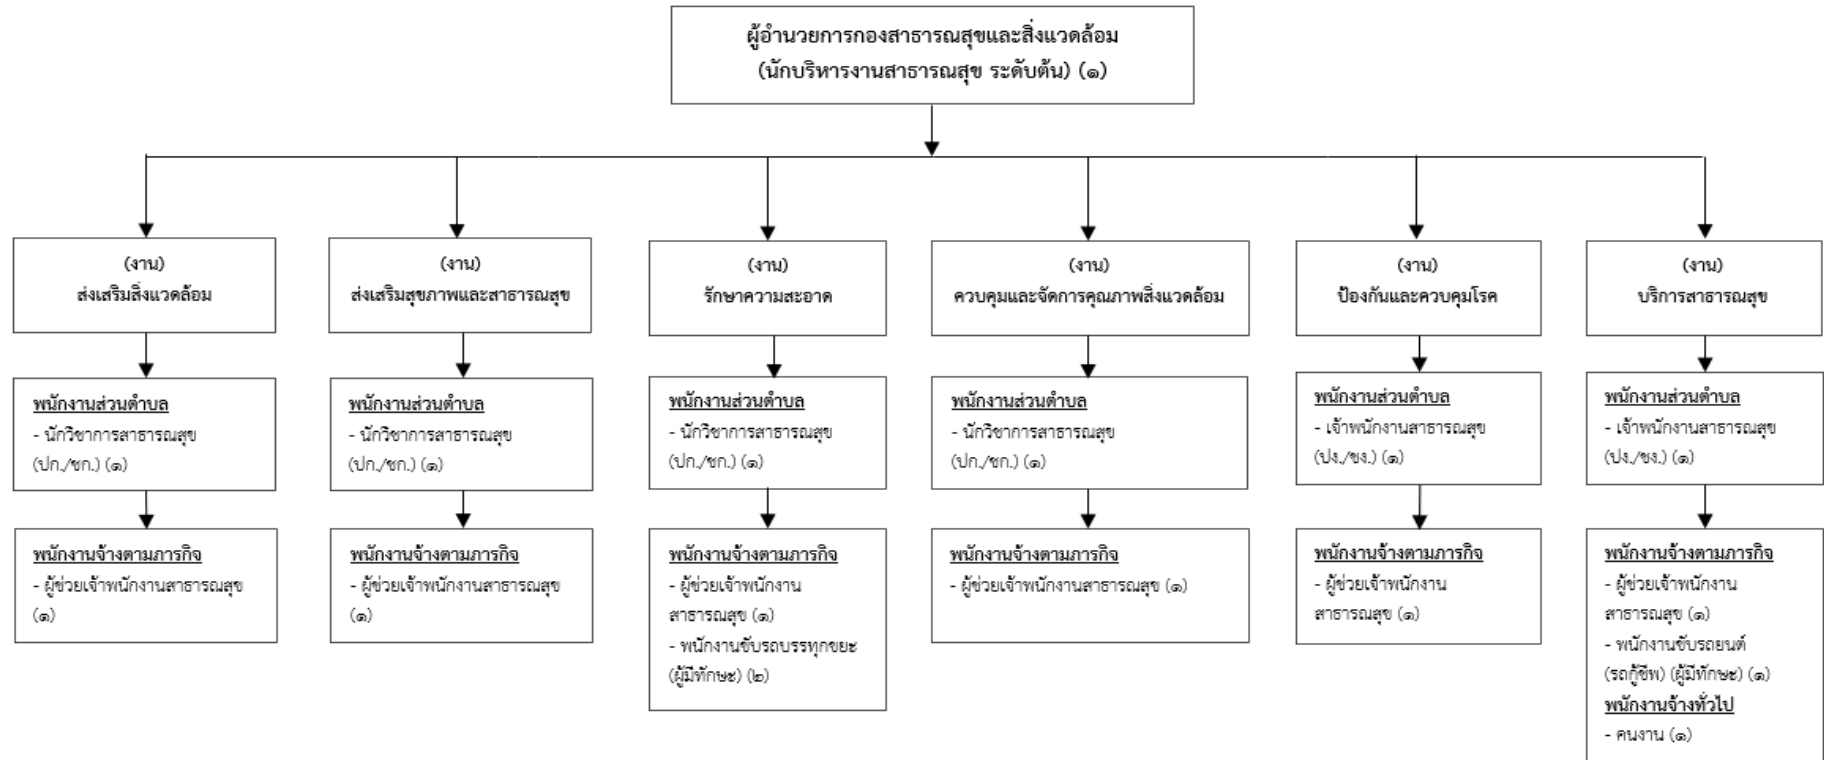 ผู้อำนวยการกองสาธารณสุขและสิ่งแวดล้อม
(นักบริหารงานสาธารณสุข ระดับต้น) (๑)
(งาน)
ส่งเสริมสิ่งแวดล้อม
(งาน)
ส่งเสริมสุขภาพและสาธารณสุข
(งาน)
รักษาความสะอาด
(งาน)
ควบคุมและจัดการคุณภาพสิ่งแวดล้อม
(งาน)
ป้องกันและควบคุมโรค
(งาน)
บริการสาธารณสุข
พนักงานส่วนตำบล
- นักวิชาการสาธารณสุข
(ปก./ชก.) (๑)
พนักงานส่วนตำบล
- นักวิชาการสาธารณสุข
(ปก./ชก.) (๑)
พนักงานส่วนตำบล
- นักวิชาการสาธารณสุข
(ปก./ชก.) (๑)
พนักงานส่วนตำบล
- นักวิชาการสาธารณสุข
(ปก./ชก.) (๑)
พนักงานส่วนตำบล
- เจ้าพนักงานสาธารณสุข
(ปง./ชง.) (๑)
พนักงานส่วนตำบล
- เจ้าพนักงานสาธารณสุข
(ปง./ชง.) (๑)
พนักงานจ้างตามภารกิจ
- ผู้ช่วยเจ้าพนักงานสาธารณสุข
(๑)
พนักงานจ้างตามภารกิจ
- ผู้ช่วยเจ้าพนักงานสาธารณสุข
(๑)
พนักงานจ้างตามภารกิจ
- ผู้ช่วยเจ้าพนักงาน
สาธารณสุข (๑)
- พนักงานขับรถบรรทุกขยะ
(ผู้มีทักษะ) (๒)
พนักงานจ้างตามภารกิจ
- ผู้ช่วยเจ้าพนักงานสาธารณสุข (๑)
พนักงานจ้างตามภารกิจ
- ผู้ช่วยเจ้าพนักงาน
สาธารณสุข (๑)
พนักงานจ้างตามภารกิจ
- ผู้ช่วยเจ้าพนักงาน
สาธารณสุข (๑)
- พนักงานขับรถยนต์
(รถกู้ชีพ) (ผู้มีทักษะ) (๑)
พนักงานจ้างทั่วไป
- คนงาน (๑)